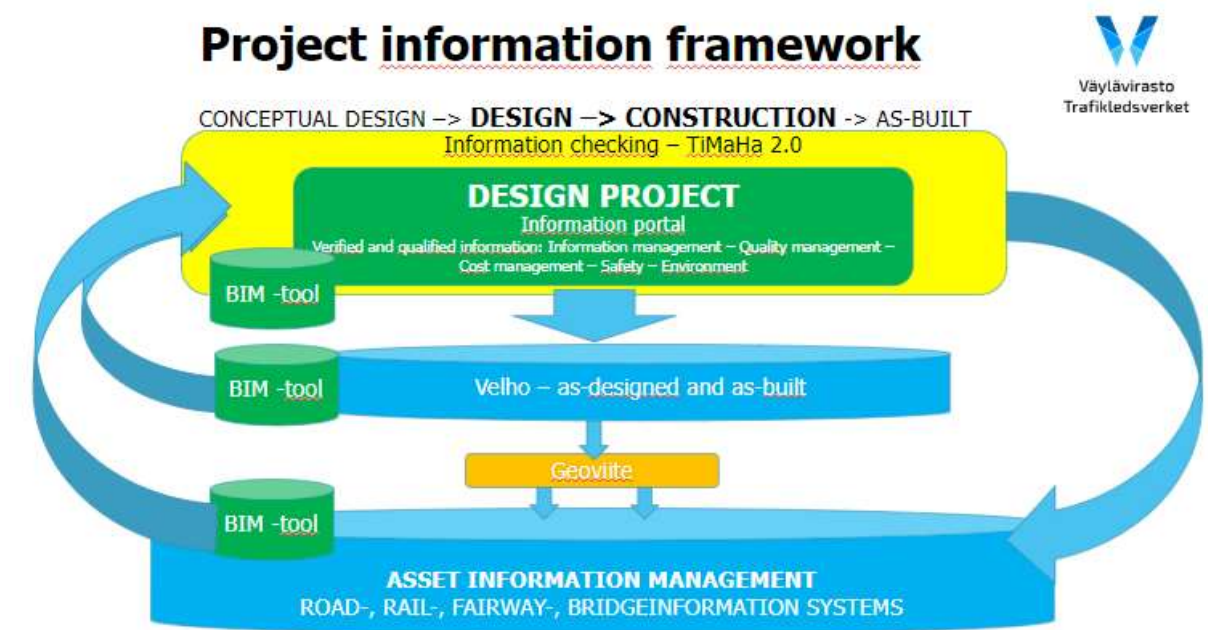 Project information framework
Väylävirasto
Trafikledsverket
CONCEPTUAL DESIGN –> DESIGN –> CONSTRUCTION -> AS-BUILT
Information checking – TiMaHa 2.0
DESIGN PROJECT
Information portal
Verified and qualified information: Information management – Quality management –
Cost management – Safety – Environment
BIM -tool
BIM -tool
Velho – as-designed and as-built
Geoviite
BIM -tool
ASSET INFORMATION MANAGEMENT
ROAD-, RAIL-, FAIRWAY-, BRIDGEINFORMATION SYSTEMS